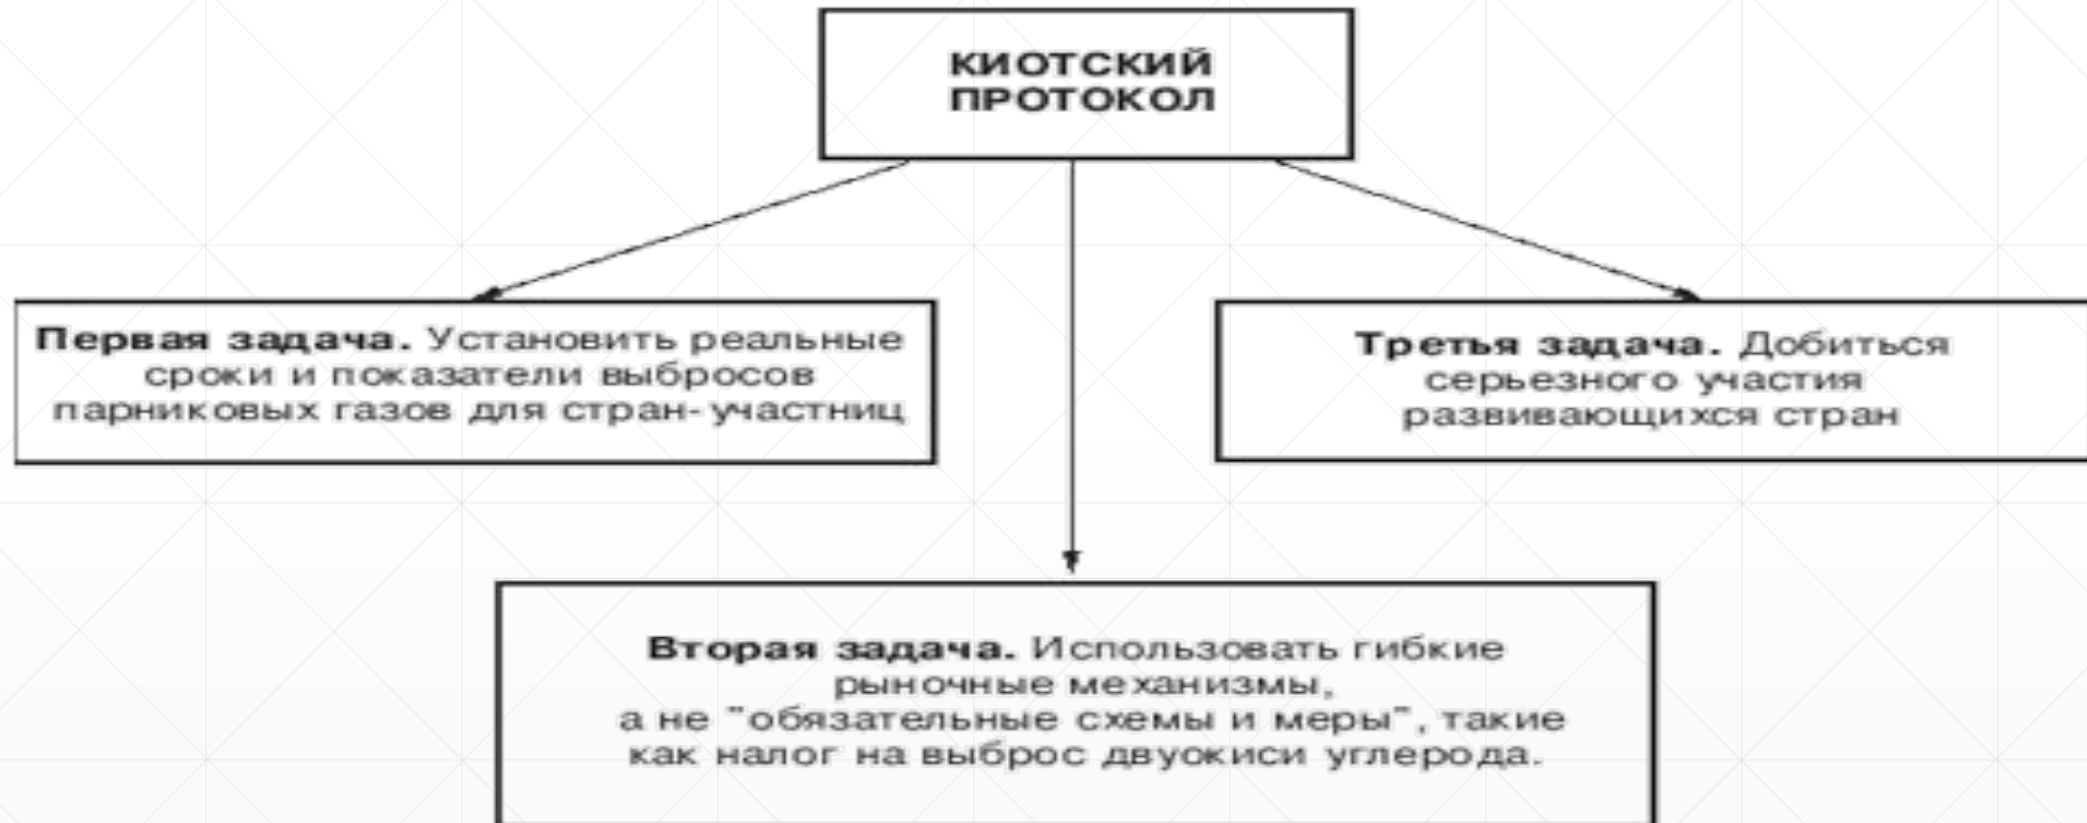 КИОТСКИЙ
ПРОТОКОЛ
Первая задача. Установить реальные
сроки и показатели выбросов
парниковых газов для стран-участниц
Третья задача. Добиться
серьезного участия
развивающихся стран
Вторая задача. Использовать гибкие
рыночные механизмы,
а не "обязательные схемы и меры", такие
как налог на выброс двуокиси углерода.